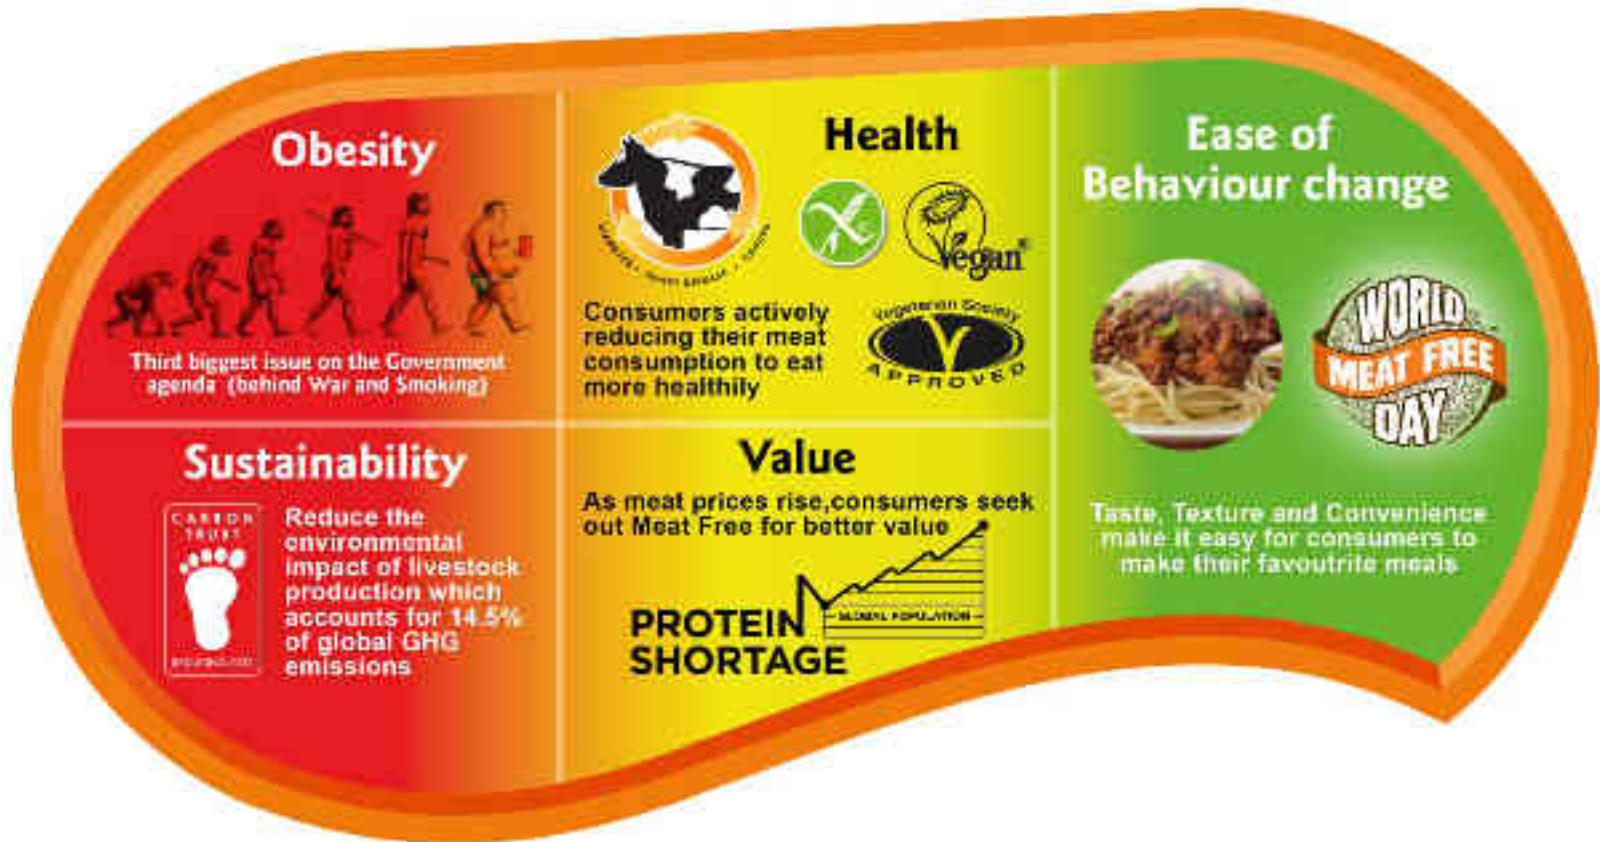 Obesity
Third biggest issue on the Government
agenda (behind War and Smoking)
Health
Vegan®
Consumers actively
reducing their meat
consumption to eat
more healthily
Vegetarian Society
APPROVED
Ease of
Behaviour change
WORLD
MEAT FREE
DAY
Taste, Texture and Convenience
make it easy for consumers to
make their favoutrite meals
Sustainability
CARBON
TRUST
Reduce the
environmental
impact of livestock
production which
accounts for 14.5%
of global GHG
emissions
Value
As meat prices rise,consumers seek
out Meat Free for better value
PROTEIN
SHORTAGE
GLOBAL POPULATION